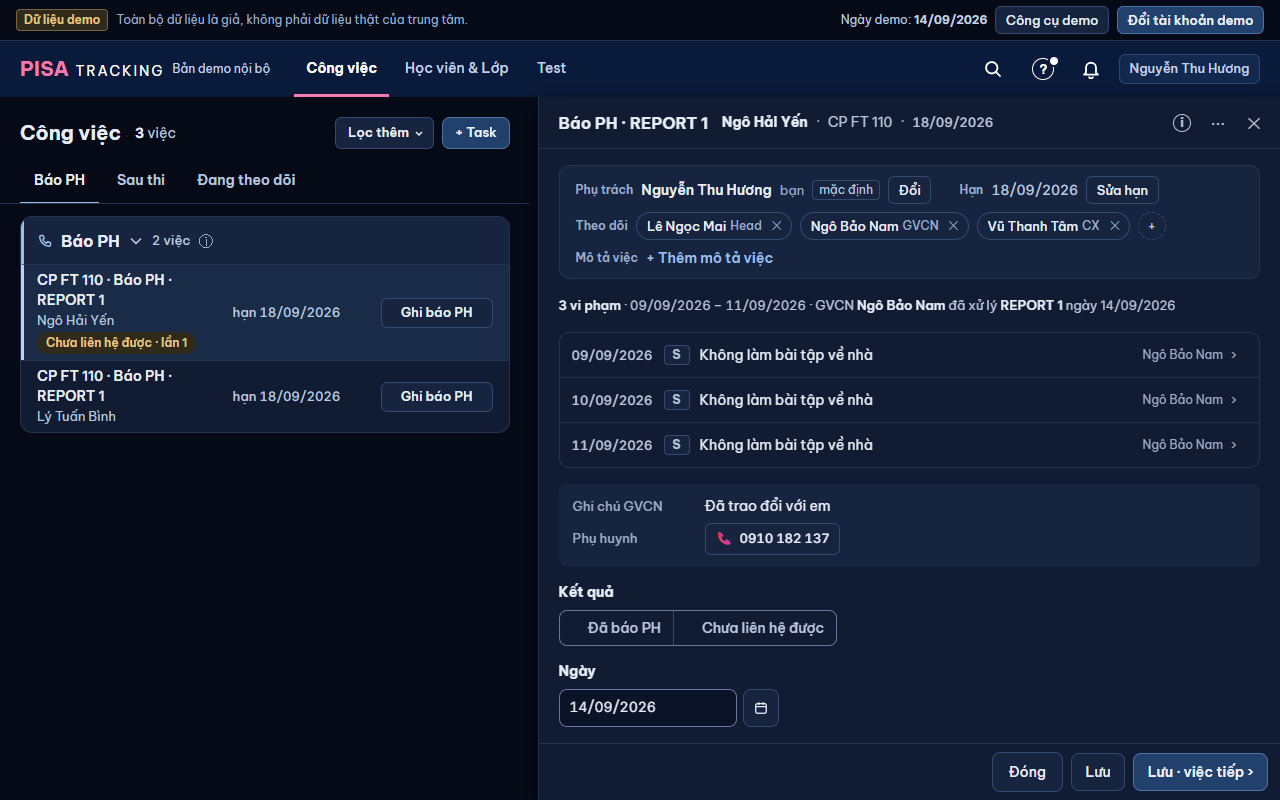 Dữ liệu demo Toàn bộ dữ liệu là giả, không phải dữ liệu thật của trung tâm. Ngày demo: 14/09/2026 Công cụ demo Đổi tài khoản demo
PISA TRACKING Bản demo nội bộ Công việc Học viên & Lớp Test ? Nguyễn Thu Hương
Công việc 3 việc Lọc thêm + Task
Báo PH Sau thi Đang theo dõi
Báo PH 2 việc
CP FT 110 · Báo PH ·
REPORT 1
Ngô Hải Yến
Chưa liên hệ được · lần 1
hạn 18/09/2026 Ghi báo PH
CP FT 110 · Báo PH ·
REPORT 1
Lý Tuấn Bình
hạn 18/09/2026 Ghi báo PH
Báo PH · REPORT 1 Ngô Hải Yến · CP FT 110 · 18/09/2026
Phụ trách Nguyễn Thu Hương bạn mặc định Đổi Hạn 18/09/2026 Sửa hạn
Theo dõi Lê Ngọc Mai Head Ngô Bảo Nam GVCN Vũ Thanh Tâm CX +
Mô tả việc + Thêm mô tả việc
3 vi phạm · 09/09/2026 – 11/09/2026 · GVCN Ngô Bảo Nam đã xử lý REPORT 1 ngày 14/09/2026
09/09/2026 S Không làm bài tập về nhà Ngô Bảo Nam ›
10/09/2026 S Không làm bài tập về nhà Ngô Bảo Nam ›
11/09/2026 S Không làm bài tập về nhà Ngô Bảo Nam ›
Ghi chú GVCN Đã trao đổi với em
Phụ huynh 0910 182 137
Kết quả
Đã báo PH Chưa liên hệ được
Ngày
14/09/2026
Đóng Lưu Lưu · việc tiếp ›